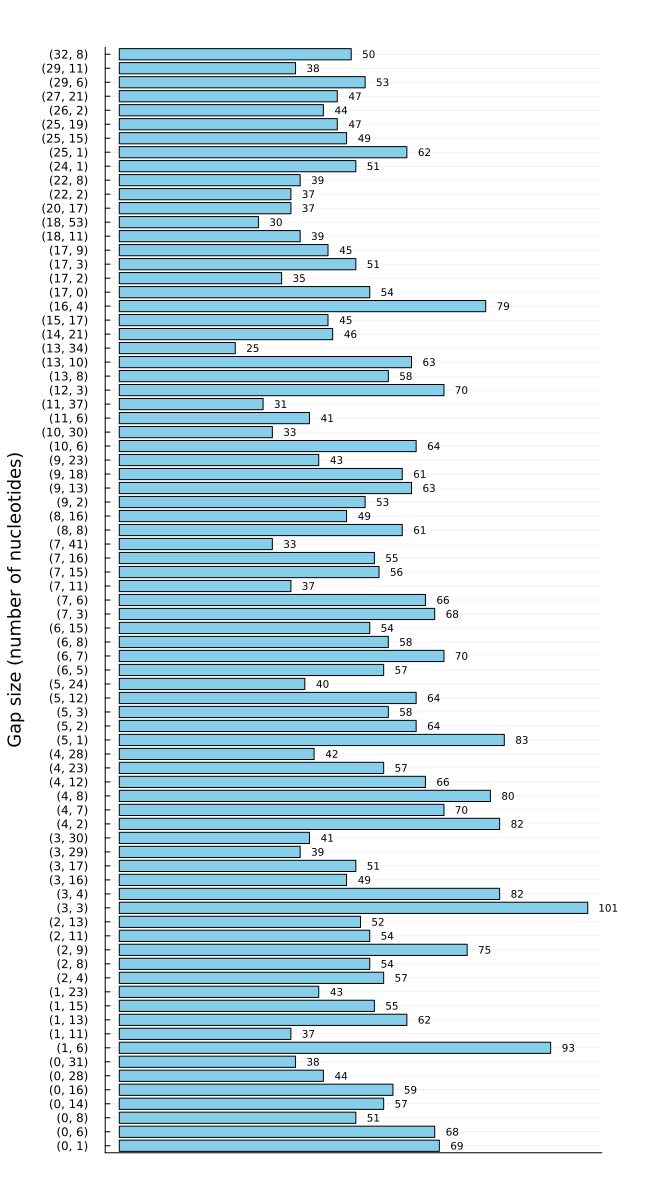 (32, 8) 50
(29, 11) 38
(29, 6) 53
(27, 21) 47
(26, 2) 44
(25, 19) 47
(25, 15) 49
(25, 1) 62
(24, 1) 51
(22, 8) 39
(22, 2) 37
(20, 17) 37
(18, 53) 30
(18, 11) 39
(17, 9) 45
(17, 3) 51
(17, 2) 35
(17, 0) 54
(16, 4) 79
(15, 17) 45
(14, 21) 46
(13, 34) 25
(13, 10) 63
(13, 8) 58
(12, 3) 70
(11, 37) 31
(11, 6) 41
(10, 30) 33
(10, 6) 64
(9, 23) 43
(9, 18) 61
(9, 13) 63
(9, 2) 53
(8, 16) 49
(8, 8) 61
(7, 41) 33
(7, 16) 55
(7, 15) 56
(7, 11) 37
(7, 6) 66
(7, 3) 68
(6, 15) 54
(6, 8) 58
(6, 7) 70
(6, 5) 57
(5, 24) 40
(5, 12) 64
(5, 3) 58
(5, 2) 64
(5, 1) 83
(4, 28) 42
(4, 23) 57
(4, 12) 66
(4, 8) 80
(4, 7) 70
(4, 2) 82
(3, 30) 41
(3, 29) 39
(3, 17) 51
(3, 16) 49
(3, 4) 82
(3, 3) 101
(2, 13) 52
(2, 11) 54
(2, 9) 75
(2, 8) 54
(2, 4) 57
(1, 23) 43
(1, 15) 55
(1, 13) 62
(1, 11) 37
(1, 6) 93
(0, 31) 38
(0, 28) 44
(0, 16) 59
(0, 14) 57
(0, 8) 51
(0, 6) 68
(0, 1) 69
Gap size (number of nucleotides)